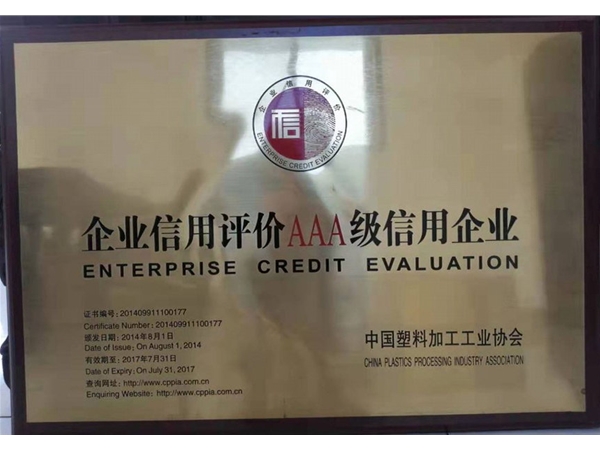 企业信用评价
信
ENTERPRISE CREDIT EVALUATION
企业信用评价AAA级信用企业
ENTERPRISE CREDIT EVALUATION
证书编号：201409911100177
Certificate Number : 201409911100177
颁发日期：2014年8月1日
Date of Issue: On August 1, 2014
有效期至：2017年7月31日
Date of Expiry: On July 31, 2017
查询网址：http://www.cppia.com.cn
Enquiring Website: http://www.cppia.com.cn
中国塑料加工工业协会
CHINA PLASTICS PROCESSING INDUSTRY ASSOCIATION